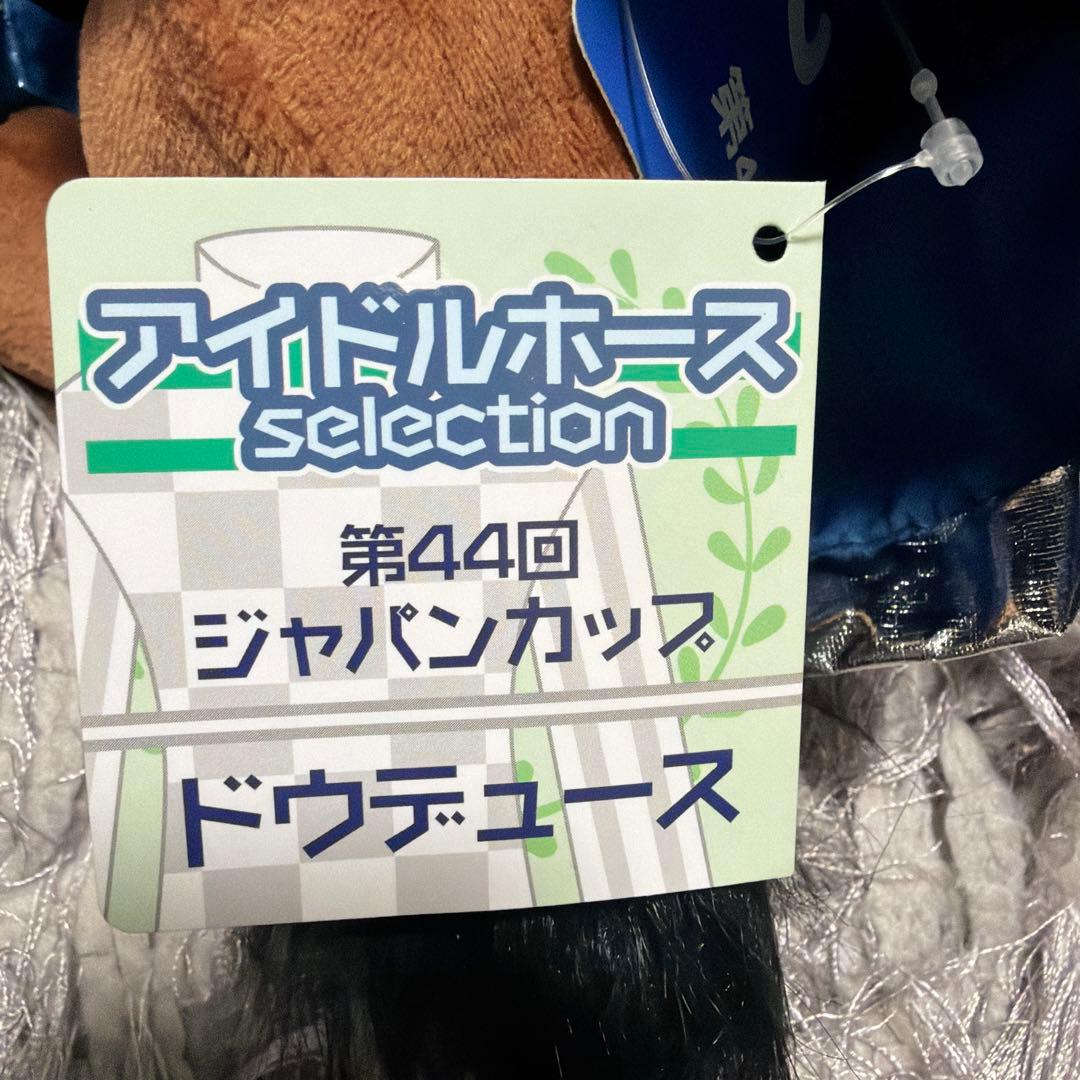 アイドルホース
selection
第44回
ジャパンカップ
ドウデュース
第